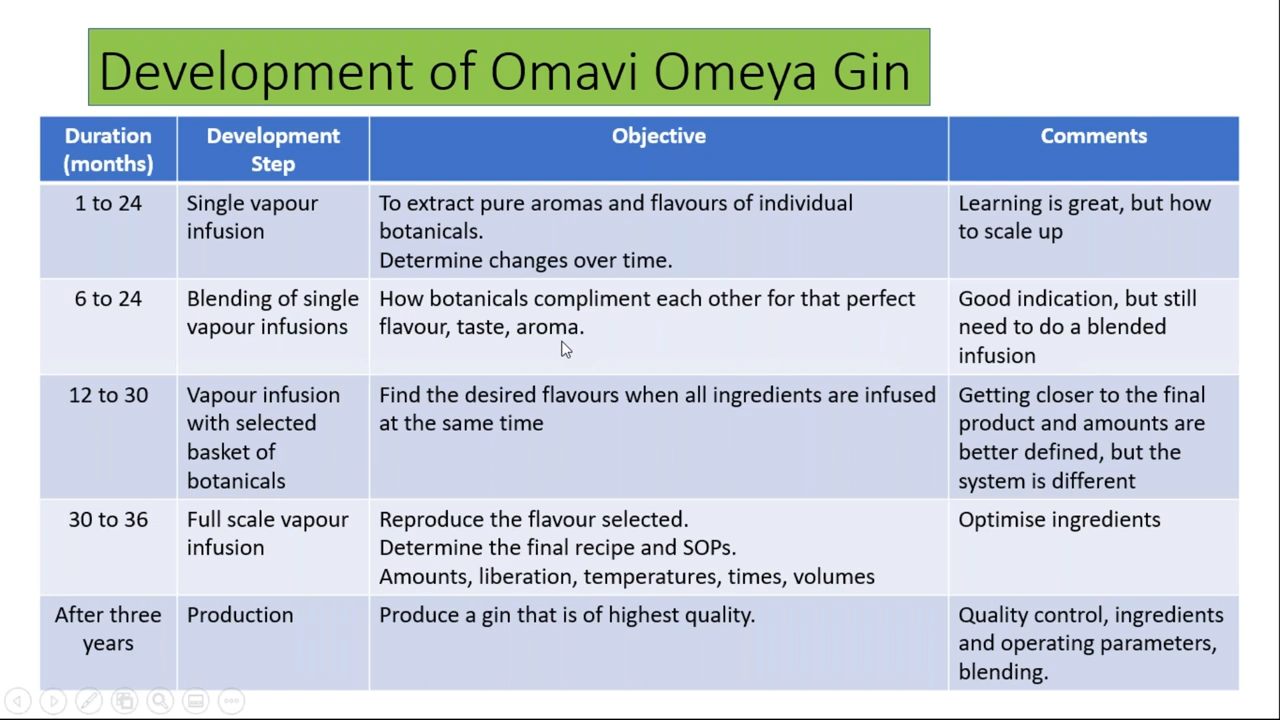 Development of Omavi Omeya Gin
Duration
(months)
Development
Step
Objective
Comments
1 to 24
Single vapour
infusion
To extract pure aromas and flavours of individual
botanicals.
Determine changes over time.
Learning is great, but how
to scale up
6 to 24
Blending of single
vapour infusions
How botanicals compliment each other for that perfect
flavour, taste, aroma.
Good indication, but still
need to do a blended
infusion
12 to 30
Vapour infusion
with selected
basket of
botanicals
Find the desired flavours when all ingredients are infused
at the same time
Getting closer to the final
product and amounts are
better defined, but the
system is different
30 to 36
Full scale vapour
infusion
Reproduce the flavour selected.
Determine the final recipe and SOPs.
Amounts, liberation, temperatures, times, volumes
Optimise ingredients
After three
years
Production
Produce a gin that is of highest quality.
Quality control, ingredients
and operating parameters,
blending.